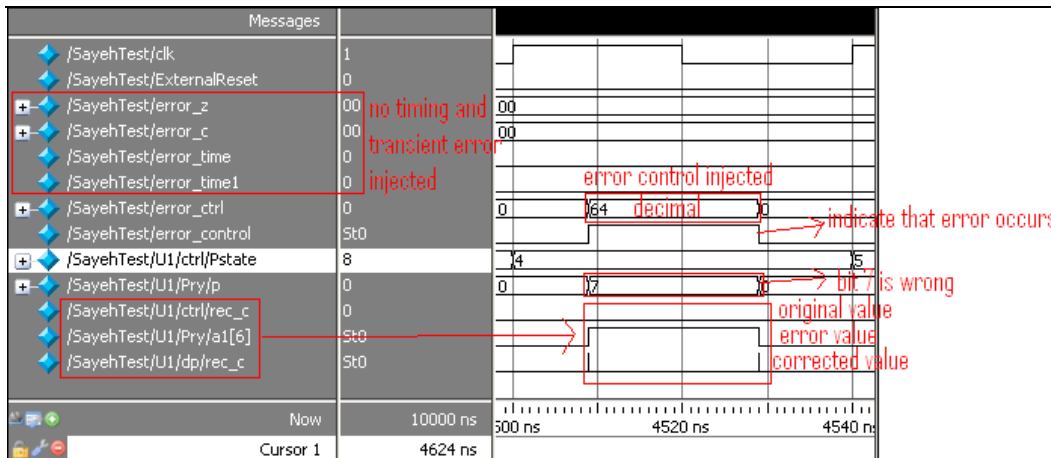 Messages
/SayehTest/clk 1
/SayehTest/ExternalReset 0
/SayehTest/error_z 00 no timing and 00
/SayehTest/error_c 00 transient error 00
/SayehTest/error_time 0
/SayehTest/error_time1 0 injected error control injected
/SayehTest/error_ctrl 0 0 64 decimal 0
/SayehTest/error_control St0 indicate that error occurs
/SayehTest/U1/ctrl/Pstate 8 4 5
/SayehTest/U1/Pry/p 0 0 7 0 bit 7 is wrong
/SayehTest/U1/ctrl/rec_c 0 original value
/SayehTest/U1/Pry/a1[6] St0 error value
/SayehTest/U1/dp/rec_c St0 corrected value
Now 10000 ns 500 ns 4520 ns 4540 n
Cursor 1 4624 ns